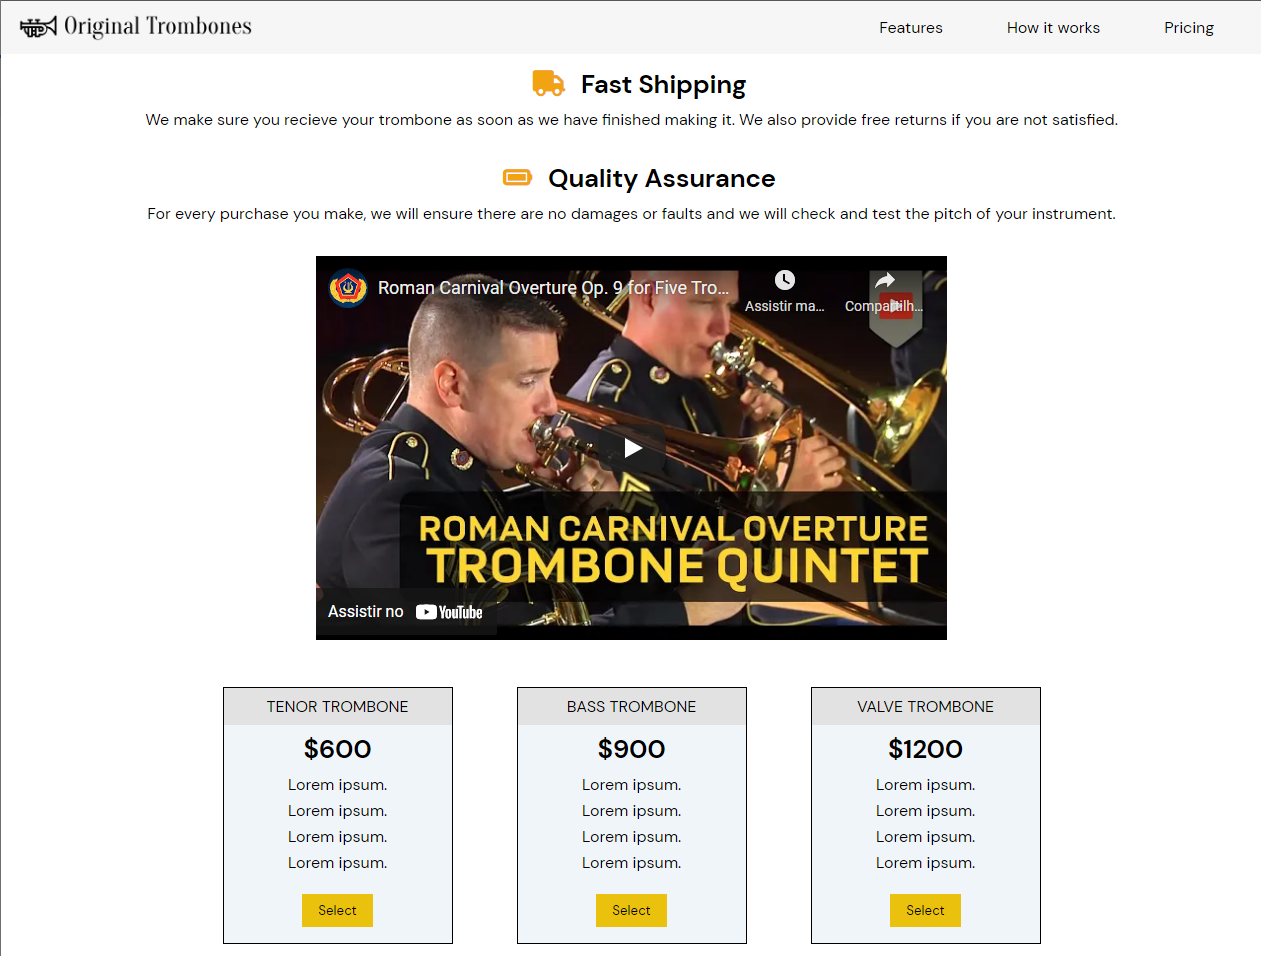 Original Trombones
Features
How it works
Pricing
Fast Shipping
We make sure you recieve your trombone as soon as we have finished making it. We also provide free returns if you are not satisfied.
Quality Assurance
For every purchase you make, we will ensure there are no damages or faults and we will check and test the pitch of your instrument.
Roman Carnival Overture Op. 9 for Five Tro...
Assistir ma...
Compartilh...
ROMAN CARNIVAL OVERTURE
TROMBONE QUINTET
Assistir no YouTube
TENOR TROMBONE
$600
Lorem ipsum.
Lorem ipsum.
Lorem ipsum.
Lorem ipsum.
Select
BASS TROMBONE
$900
Lorem ipsum.
Lorem ipsum.
Lorem ipsum.
Lorem ipsum.
Select
VALVE TROMBONE
$1200
Lorem ipsum.
Lorem ipsum.
Lorem ipsum.
Lorem ipsum.
Select